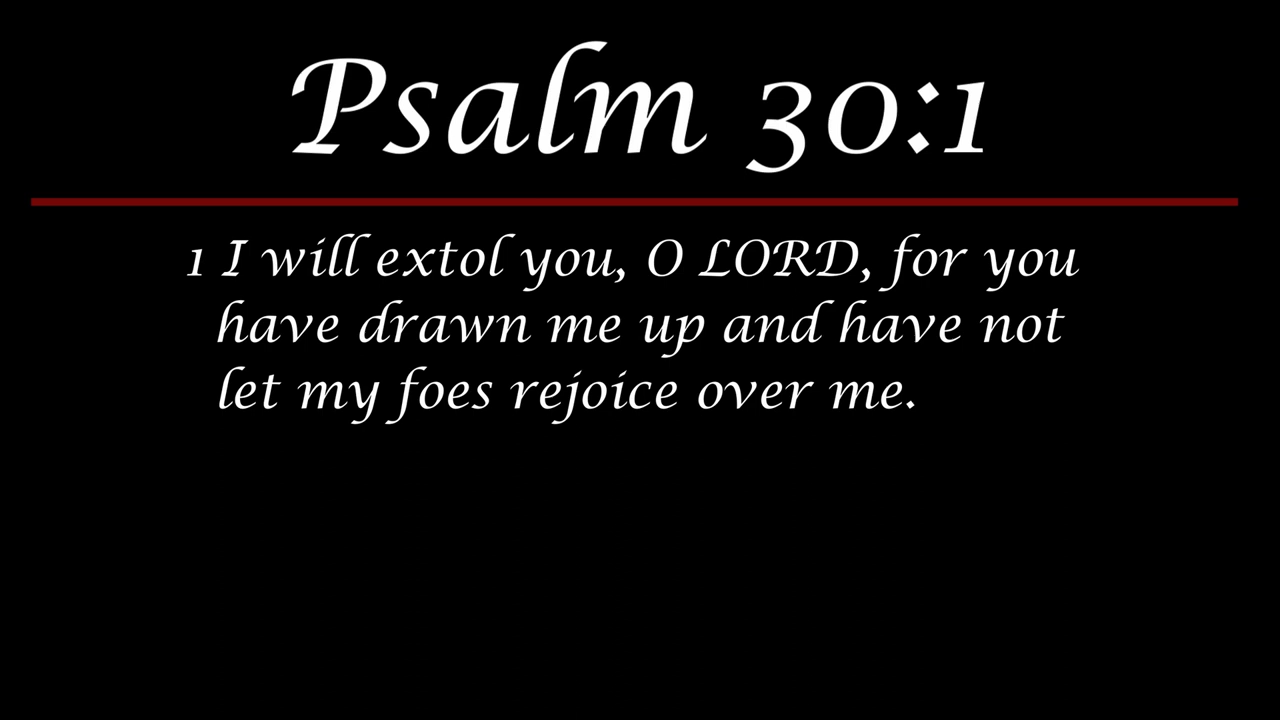 Psalm 30:1
1 I will extol you, O LORD, for you
have drawn me up and have not
let my foes rejoice over me.